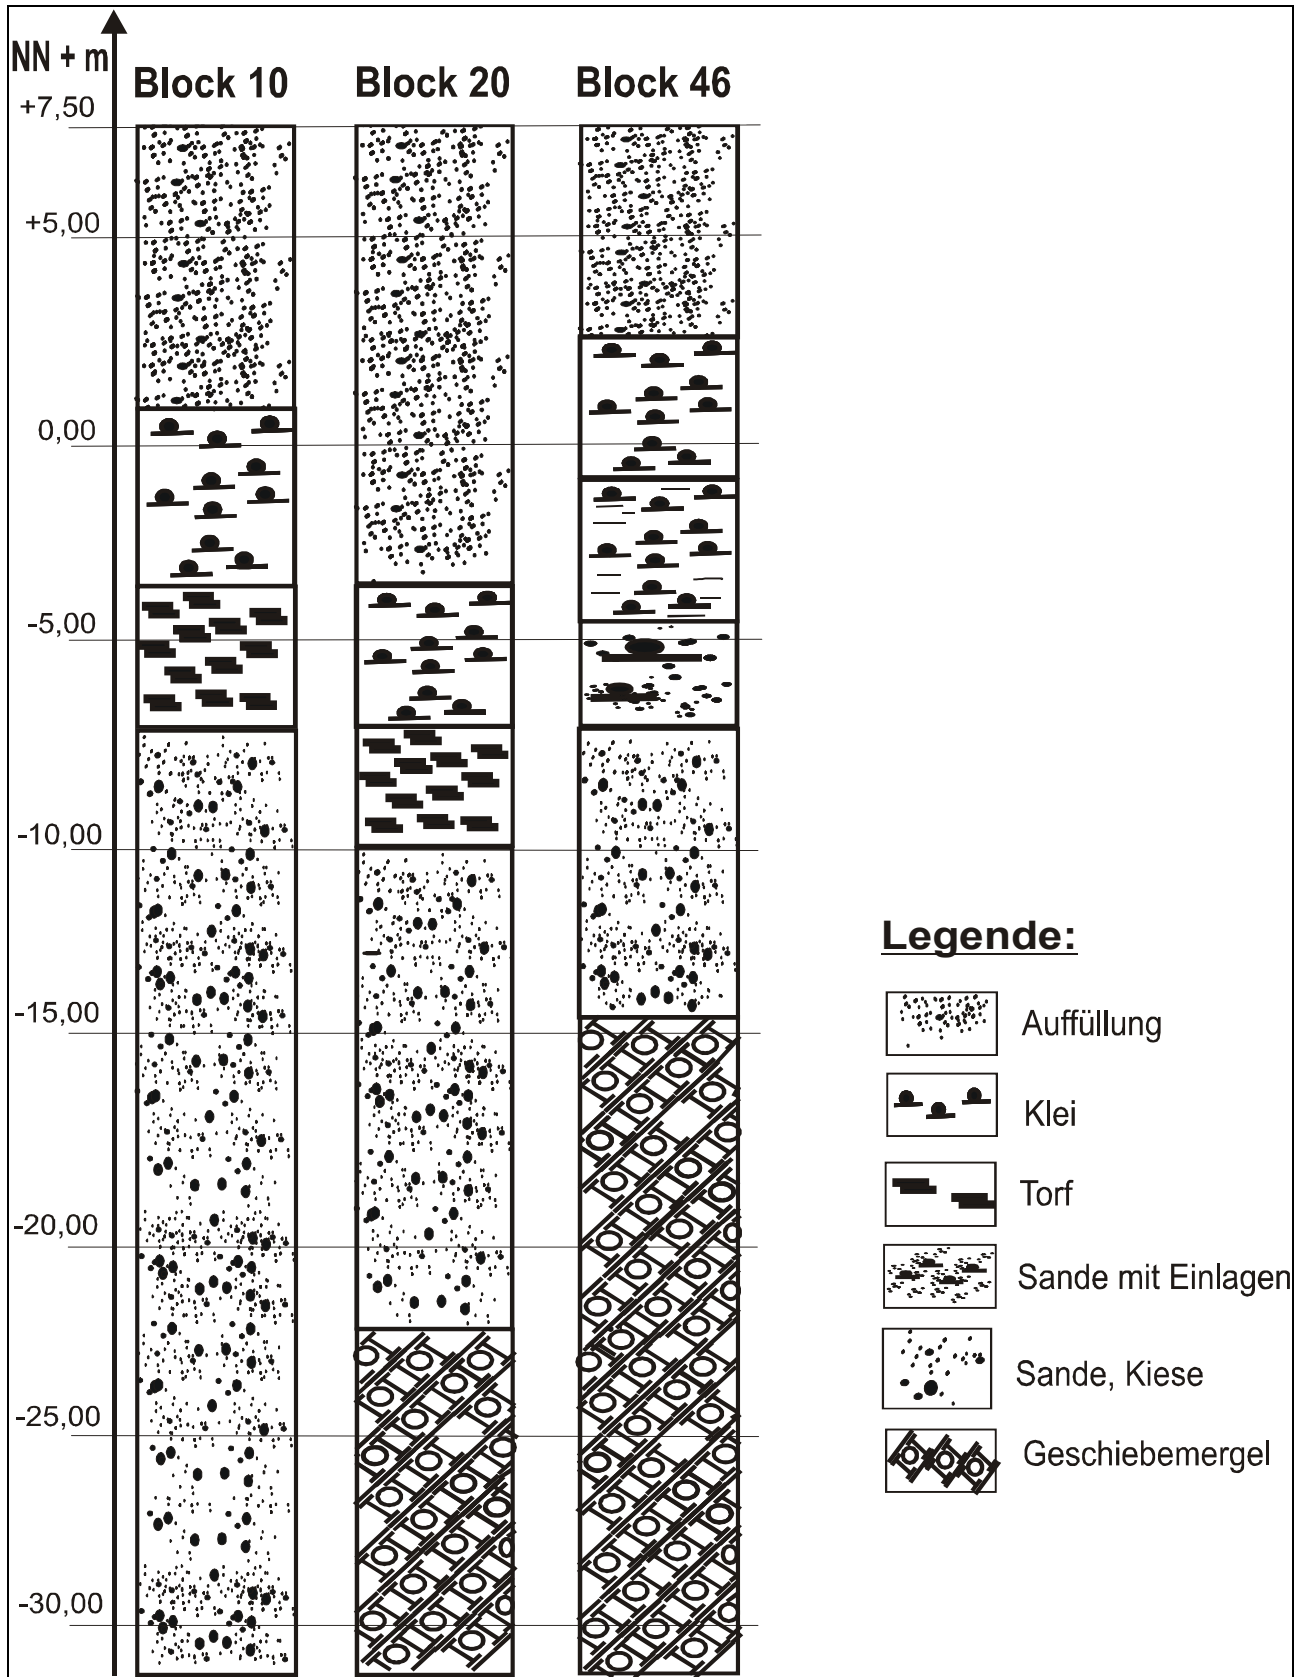 NN + m
Block 10 Block 20 Block 46
+7,50
+5,00
0,00
-5,00
-10,00
-15,00
-20,00
-25,00
-30,00
Legende:
Auffüllung
Klei
Torf
Sande mit Einlagen
Sande, Kiese
Geschiebemergel